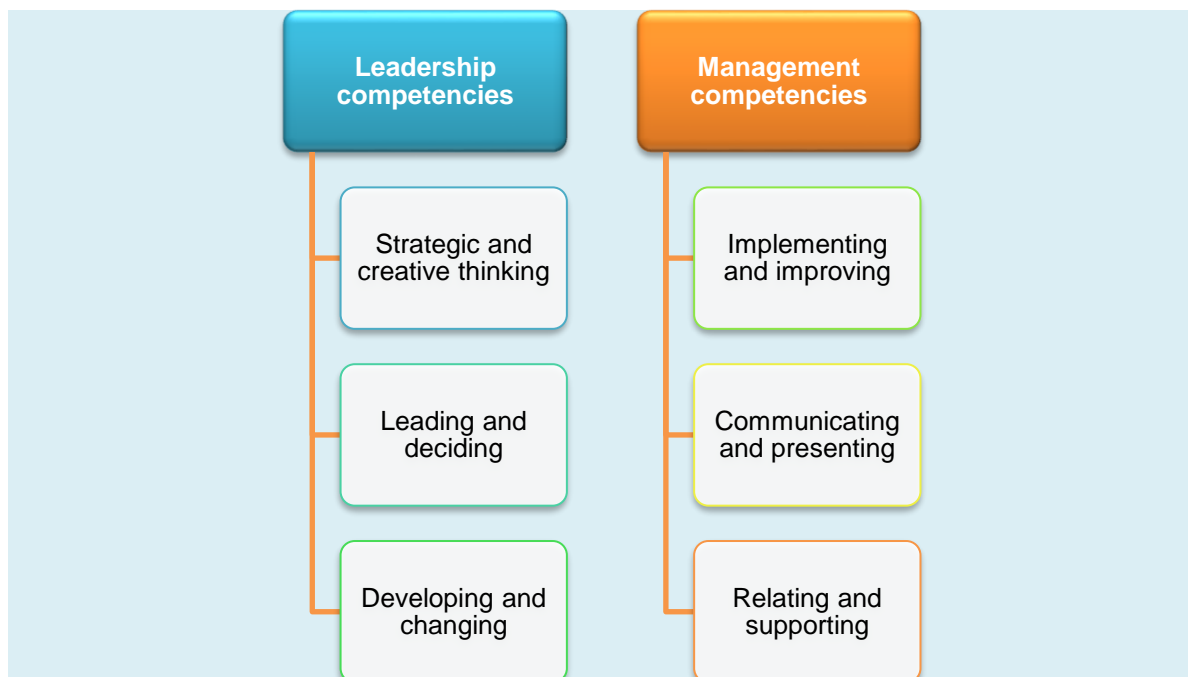 Leadership
competencies
Strategic and
creative thinking
Leading and
deciding
Developing and
changing
Management
competencies
Implementing
and improving
Communicating
and presenting
Relating and
supporting